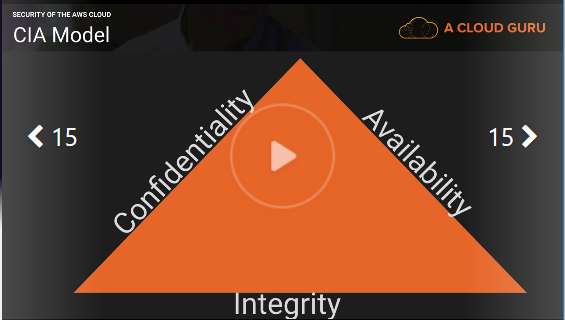 SECURITY OF THE AWS CLOUD
CIA Model
A CLOUD GURU
Confidentiality
Availability
15
15
Integrity